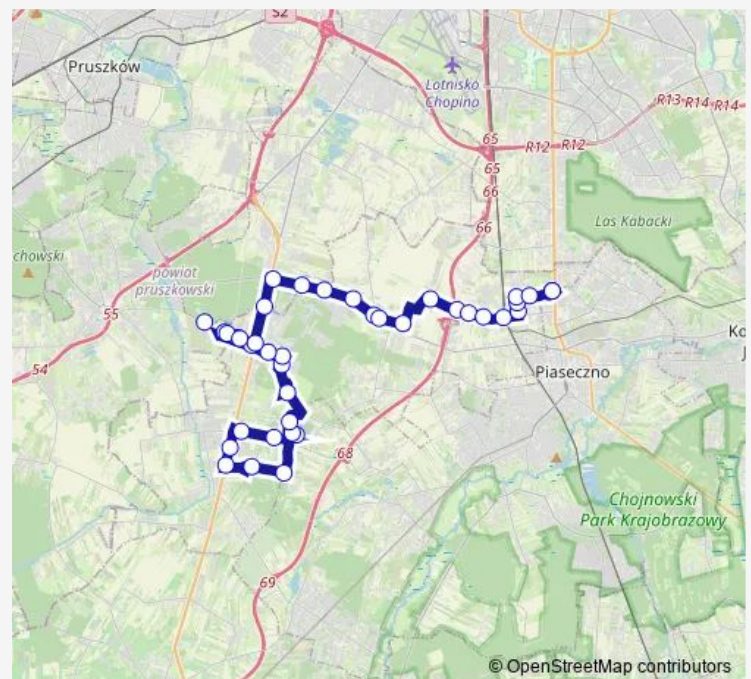 S2
Pruszków
Lotnisko
Chopina
R13
R14
R14
65
R12
R12
65
66
66
Las Kabacki
chowski
powiat
pruszkowski
55
54
Ko
J
Piaseczno
68
Chojnowski
Park Krajobrazowy
69
© OpenStreetMap contributors